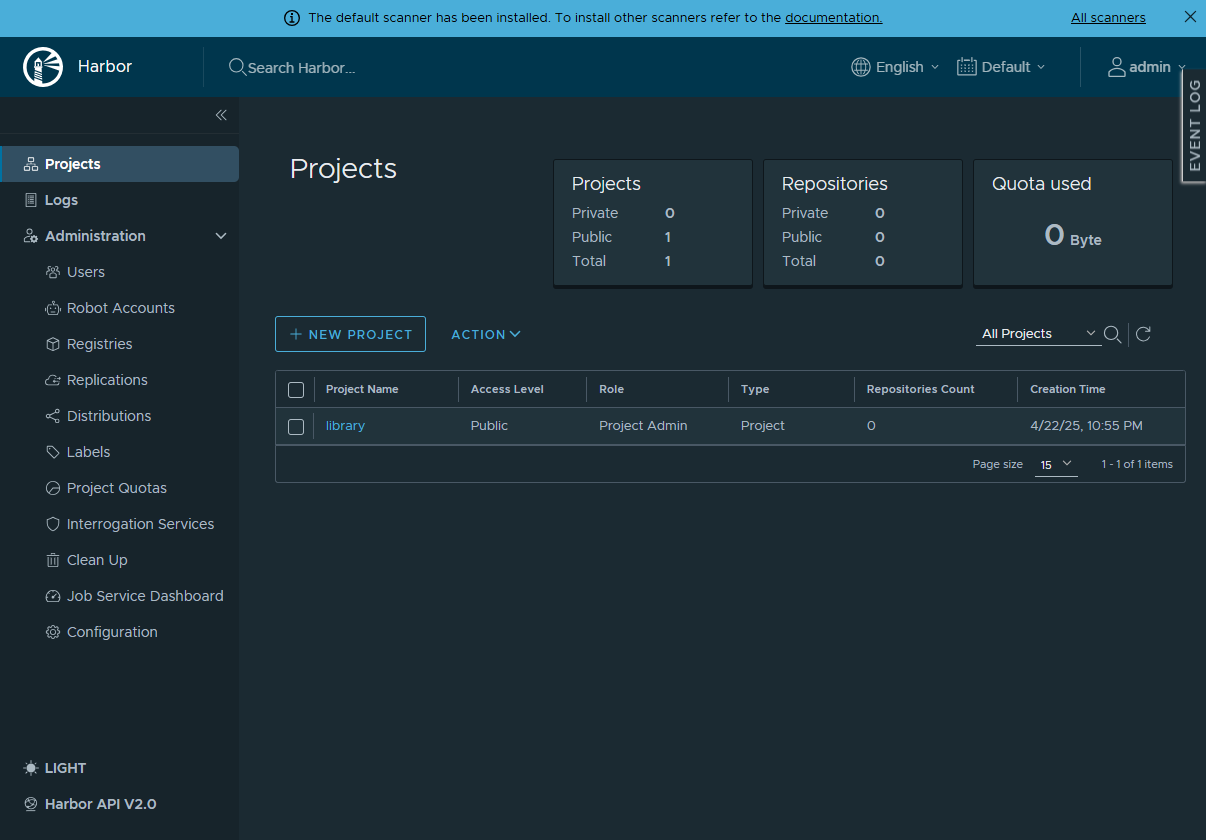 The default scanner has been installed. To install other scanners refer to the documentation.
All scanners
Harbor
Search Harbor...
English
Default
admin
EVENT LOG
Projects
Logs
Administration
Users
Robot Accounts
Registries
Replications
Distributions
Labels
Project Quotas
Interrogation Services
Clean Up
Job Service Dashboard
Configuration
LIGHT
Harbor API V2.0
Projects
Projects
Private 0
Public 1
Total 1
Repositories
Private 0
Public 0
Total 0
Quota used
0 Byte
NEW PROJECT
ACTION
All Projects
Project Name Access Level Role Type Repositories Count Creation Time
library Public Project Admin Project 0 4/22/25, 10:55 PM
Page size 15 1 - 1 of 1 items